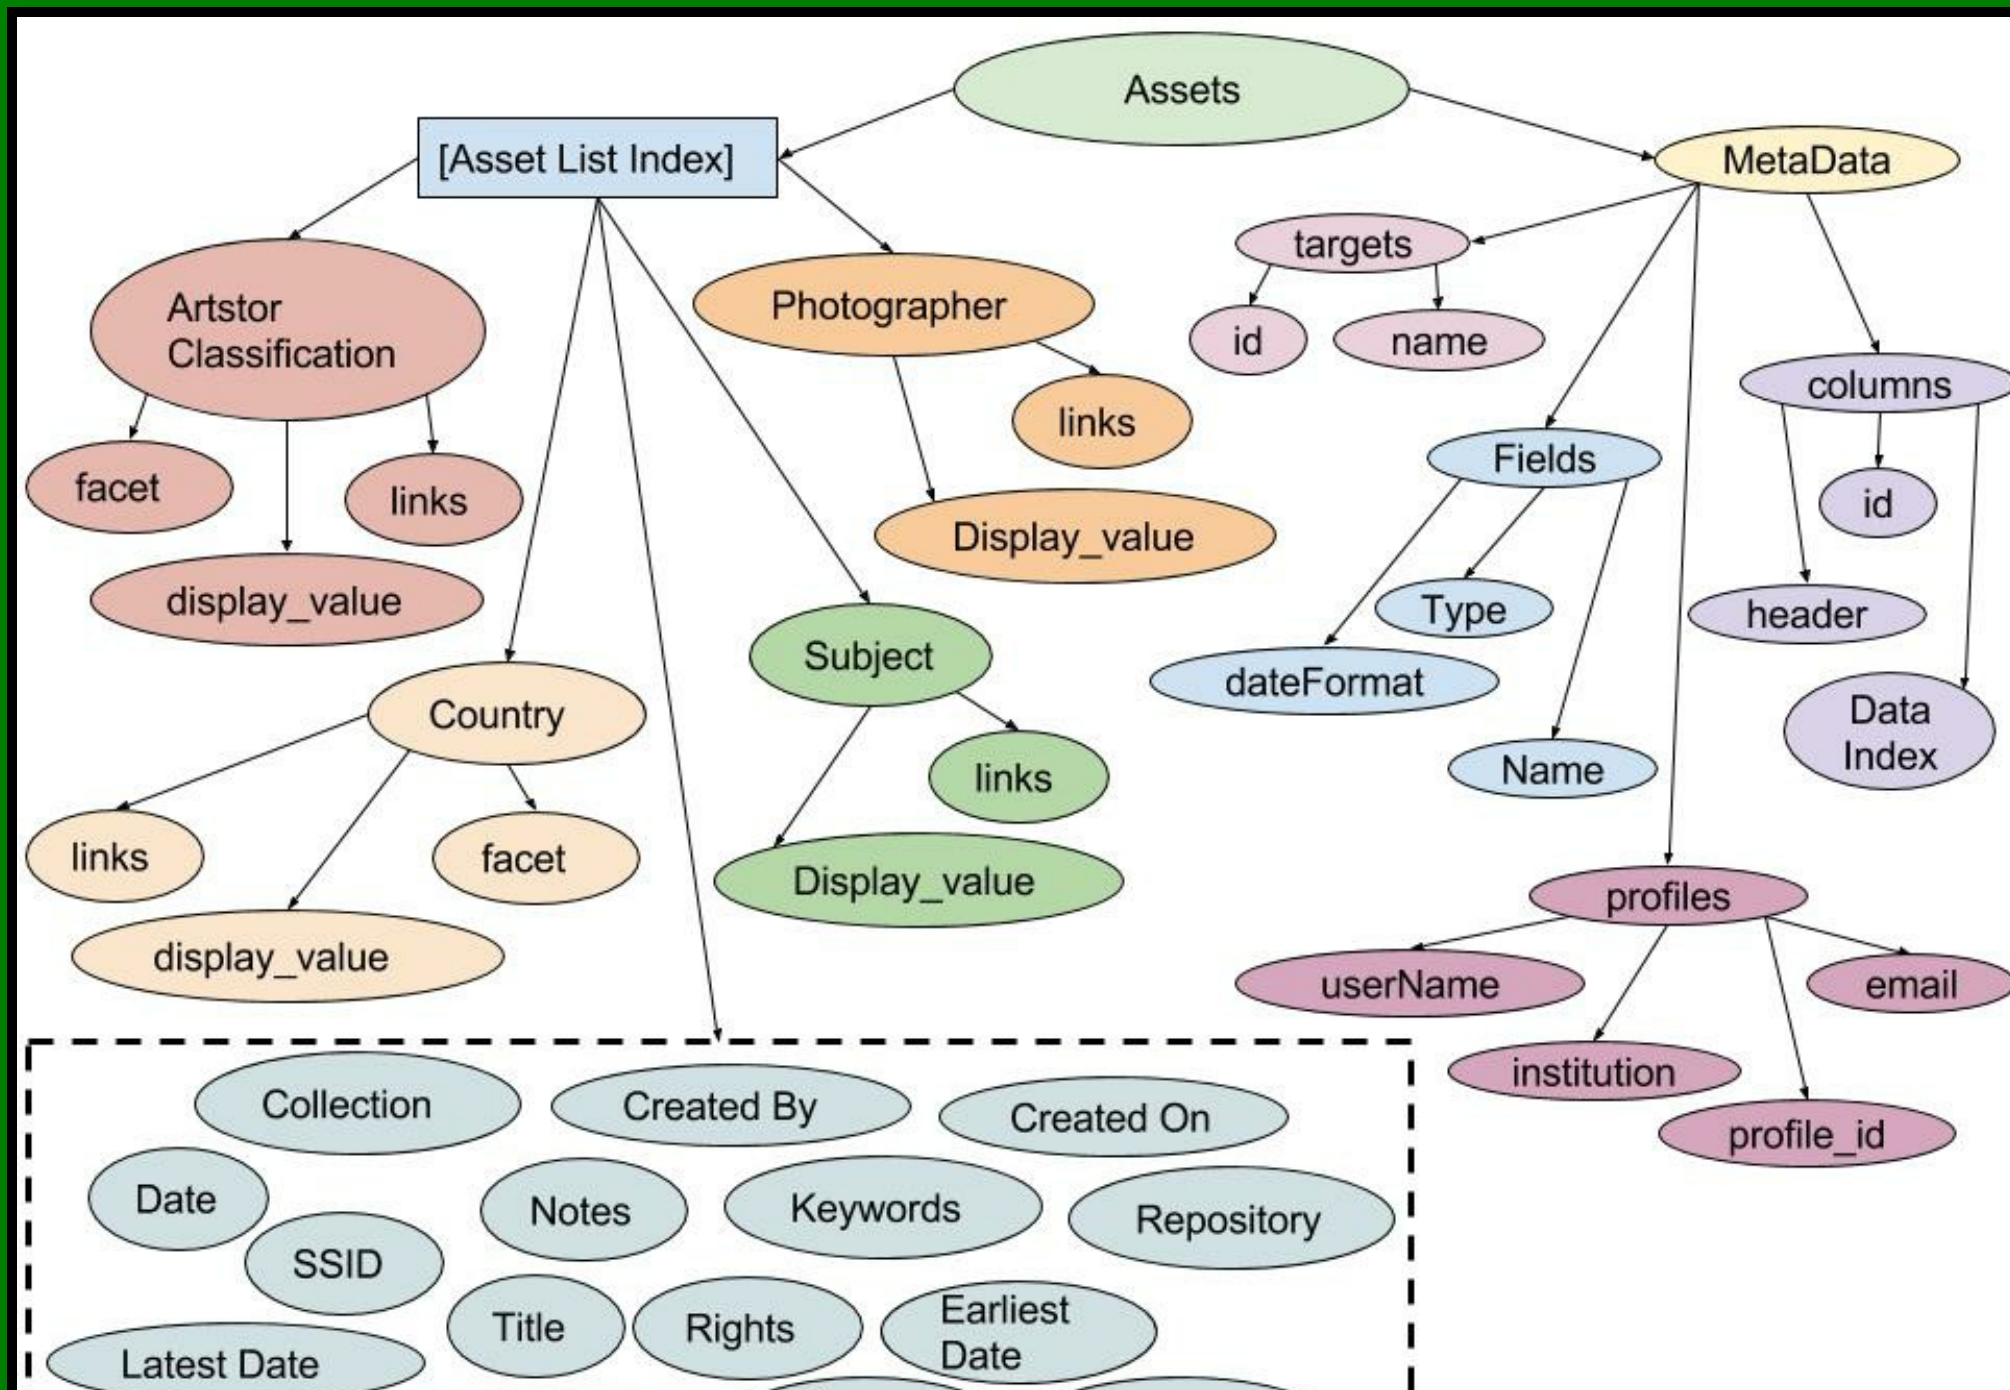 Assets
[Asset List Index]
MetaData
targets
Artstor
Classification
Photographer
id
name
columns
links
Fields
facet
links
id
Display_value
display_value
Type
header
Subject
dateFormat
Country
Data
Index
links
Name
links
facet
Display_value
profiles
display_value
userName
email
institution
Collection
Created By
Created On
profile_id
Date
Notes
Keywords
Repository
SSID
Title
Rights
Earliest
Date
Latest Date